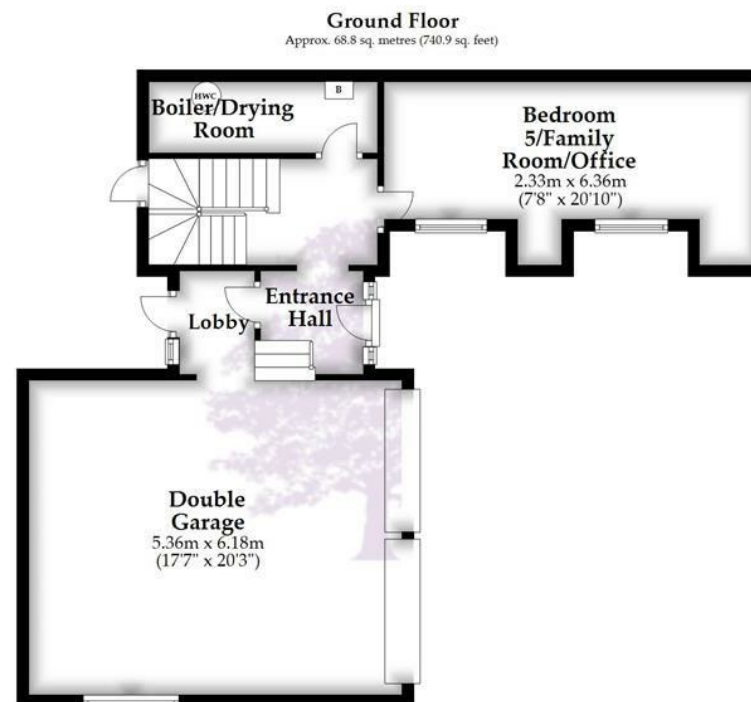 Ground Floor
Approx. 68.8 sq. metres (740.9 sq. feet)
HWC
B
Boiler/Drying
Room
Bedroom
5/Family
Room/Office
2.33m x 6.36m
(7'8" x 20'10")
Entrance
Hall
Lobby
Double
Garage
5.36m x 6.18m
(17'7" x 20'3")